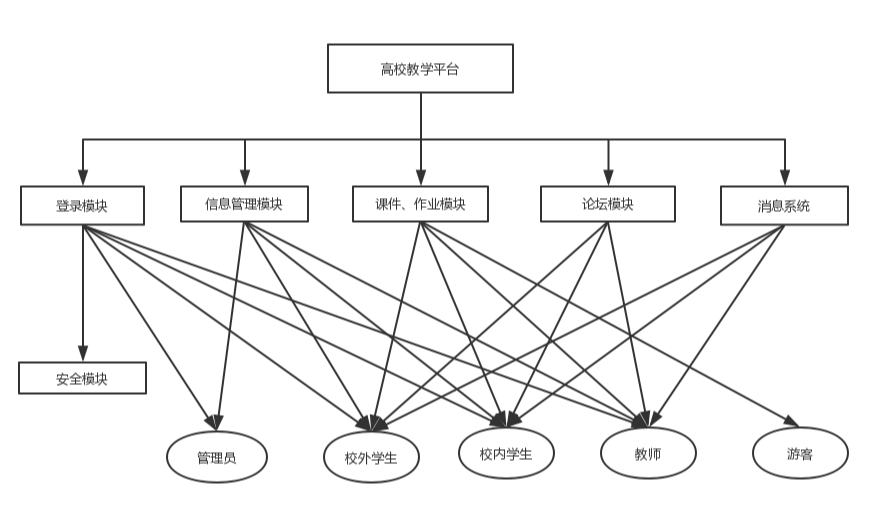 高校教学平台
登录模块
信息管理模块
课件、作业模块
论坛模块
消息系统
安全模块
管理员
校外学生
校内学生
教师
游客